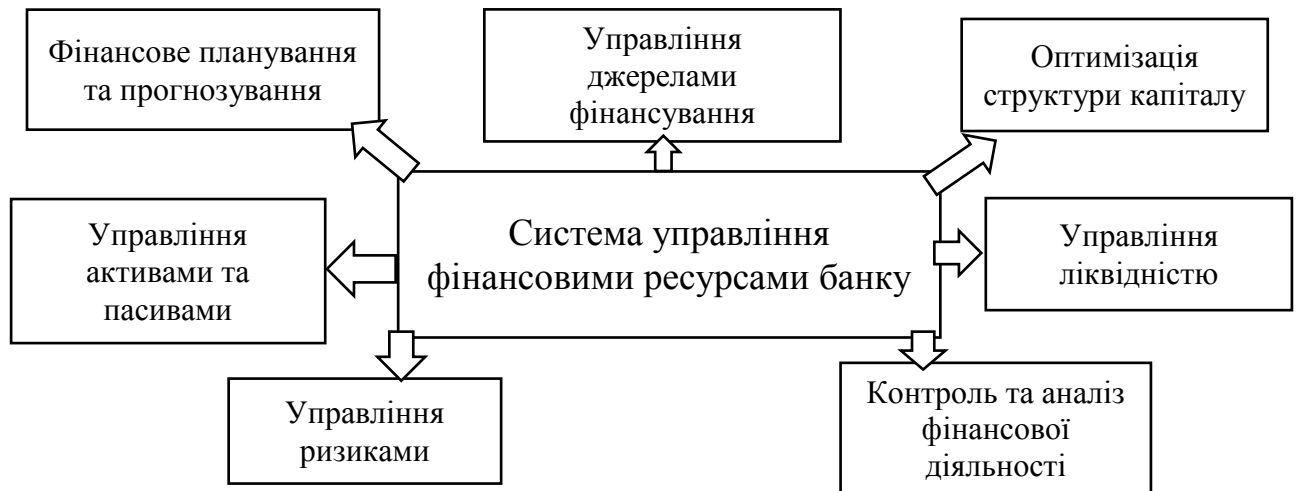 Фінансове планування
та прогнозування
Управління
джерелами
фінансування
Оптимізація
структури капіталу
Управління
активами та
пасивами
Система управління
фінансовими ресурсами банку
Управління
ліквідністю
Управління
ризиками
Контроль та аналіз
фінансової
діяльності